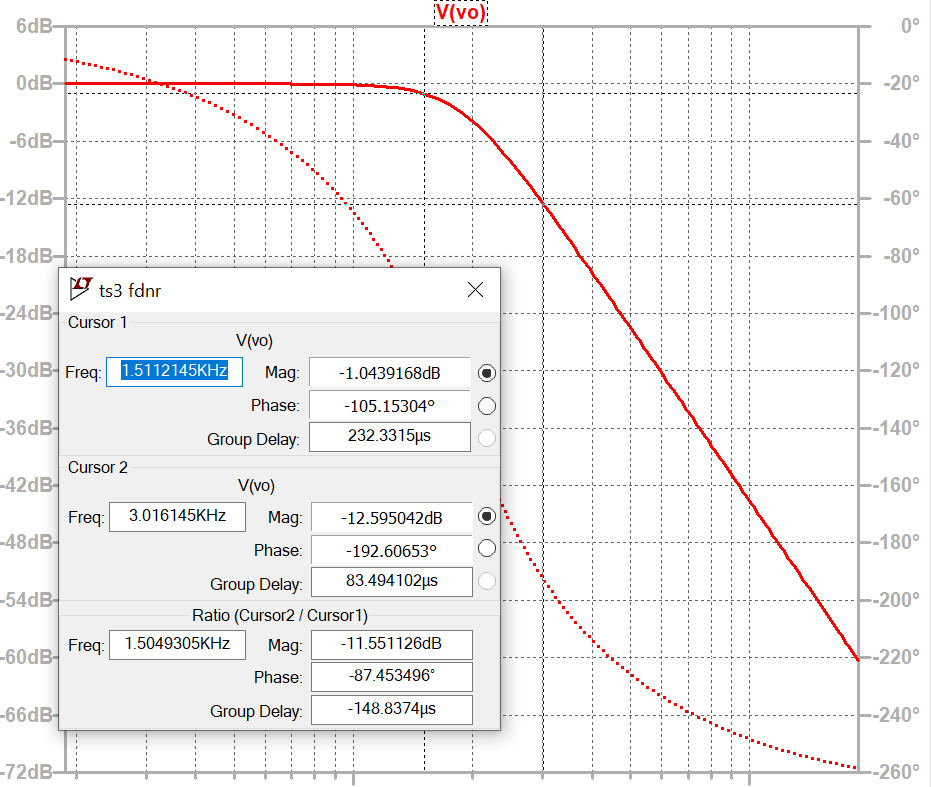 V(vo)
6dB
0dB
-6dB
-12dB
-18dB
-24dB
-30dB
-36dB
-42dB
-48dB
-54dB
-60dB
-66dB
-72dB
0°
-20°
-40°
-60°
-80°
-100°
-120°
-140°
-160°
-180°
-200°
-220°
-240°
-260°
ts3 fdnr
Cursor 1
V(vo)
Freq: 1.5112145KHz Mag: -1.0439168dB
Phase: -105.15304°
Group Delay: 232.3315µs
Cursor 2
V(vo)
Freq: 3.016145KHz Mag: -12.595042dB
Phase: -192.60653°
Group Delay: 83.494102µs
Ratio (Cursor2 / Cursor1)
Freq: 1.5049305KHz Mag: -11.551126dB
Phase: -87.453496°
Group Delay: -148.8374µs